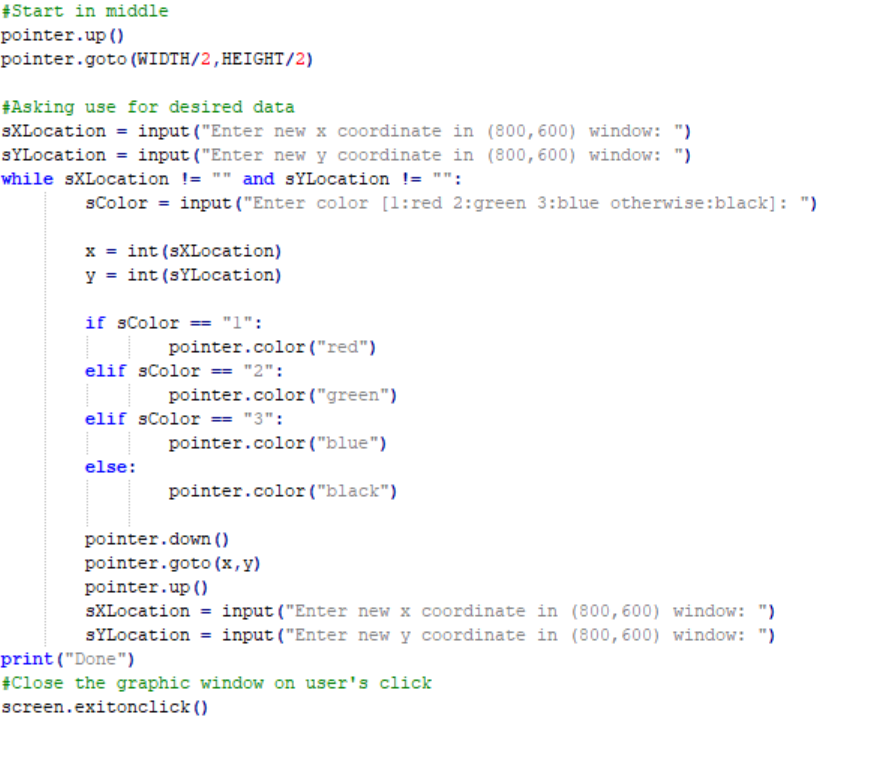 #Start in middle
pointer.up()
pointer.goto(WIDTH/2,HEIGHT/2)

#Asking use for desired data
sXLocation = input("Enter new x coordinate in (800,600) window: ")
sYLocation = input("Enter new y coordinate in (800,600) window: ")
while sXLocation != "" and sYLocation != "":
        sColor = input("Enter color [1:red 2:green 3:blue otherwise:black]: ")

        x = int(sXLocation)
        y = int(sYLocation)

        if sColor == "1":
                pointer.color("red")
        elif sColor == "2":
                pointer.color("green")
        elif sColor == "3":
                pointer.color("blue")
        else:
                pointer.color("black")

        pointer.down()
        pointer.goto(x,y)
        pointer.up()
        sXLocation = input("Enter new x coordinate in (800,600) window: ")
        sYLocation = input("Enter new y coordinate in (800,600) window: ")
print("Done")
#Close the graphic window on user's click
screen.exitonclick()